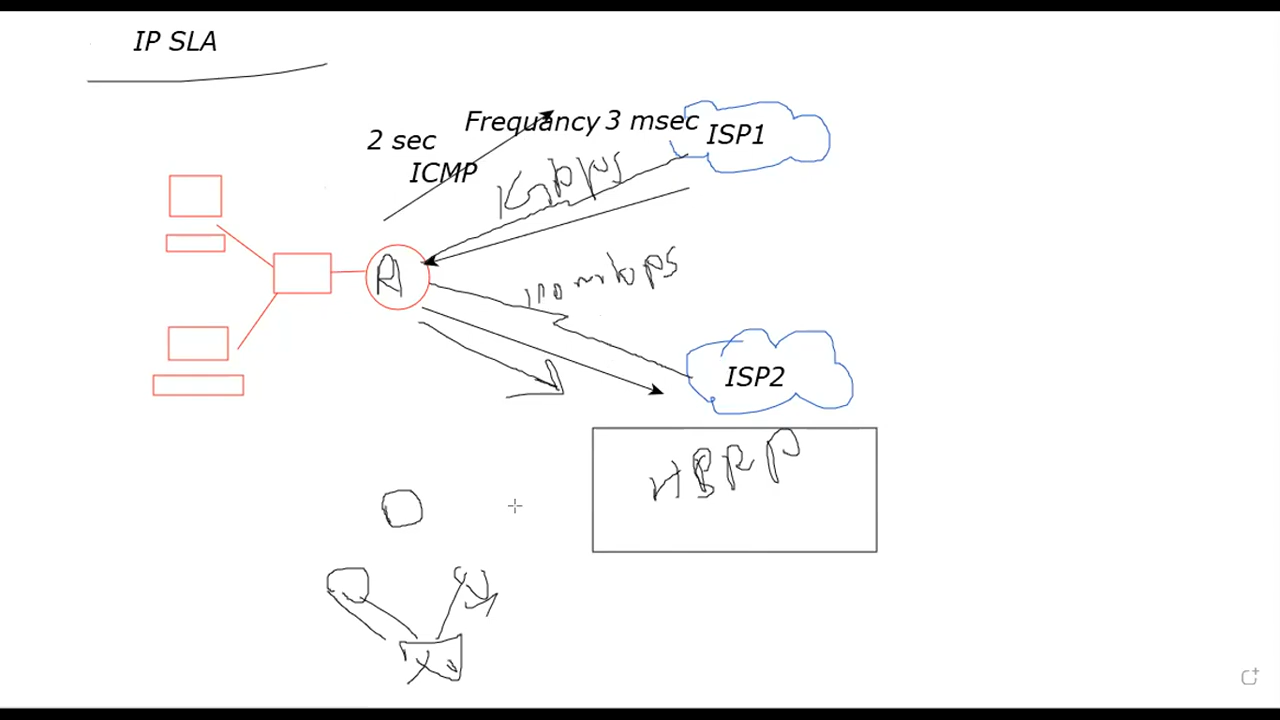 IP SLA
Frequancy 3 msec
2 sec
ICMP
ISP1
1Gbps
R1
100mbps
ISP2
HSRP